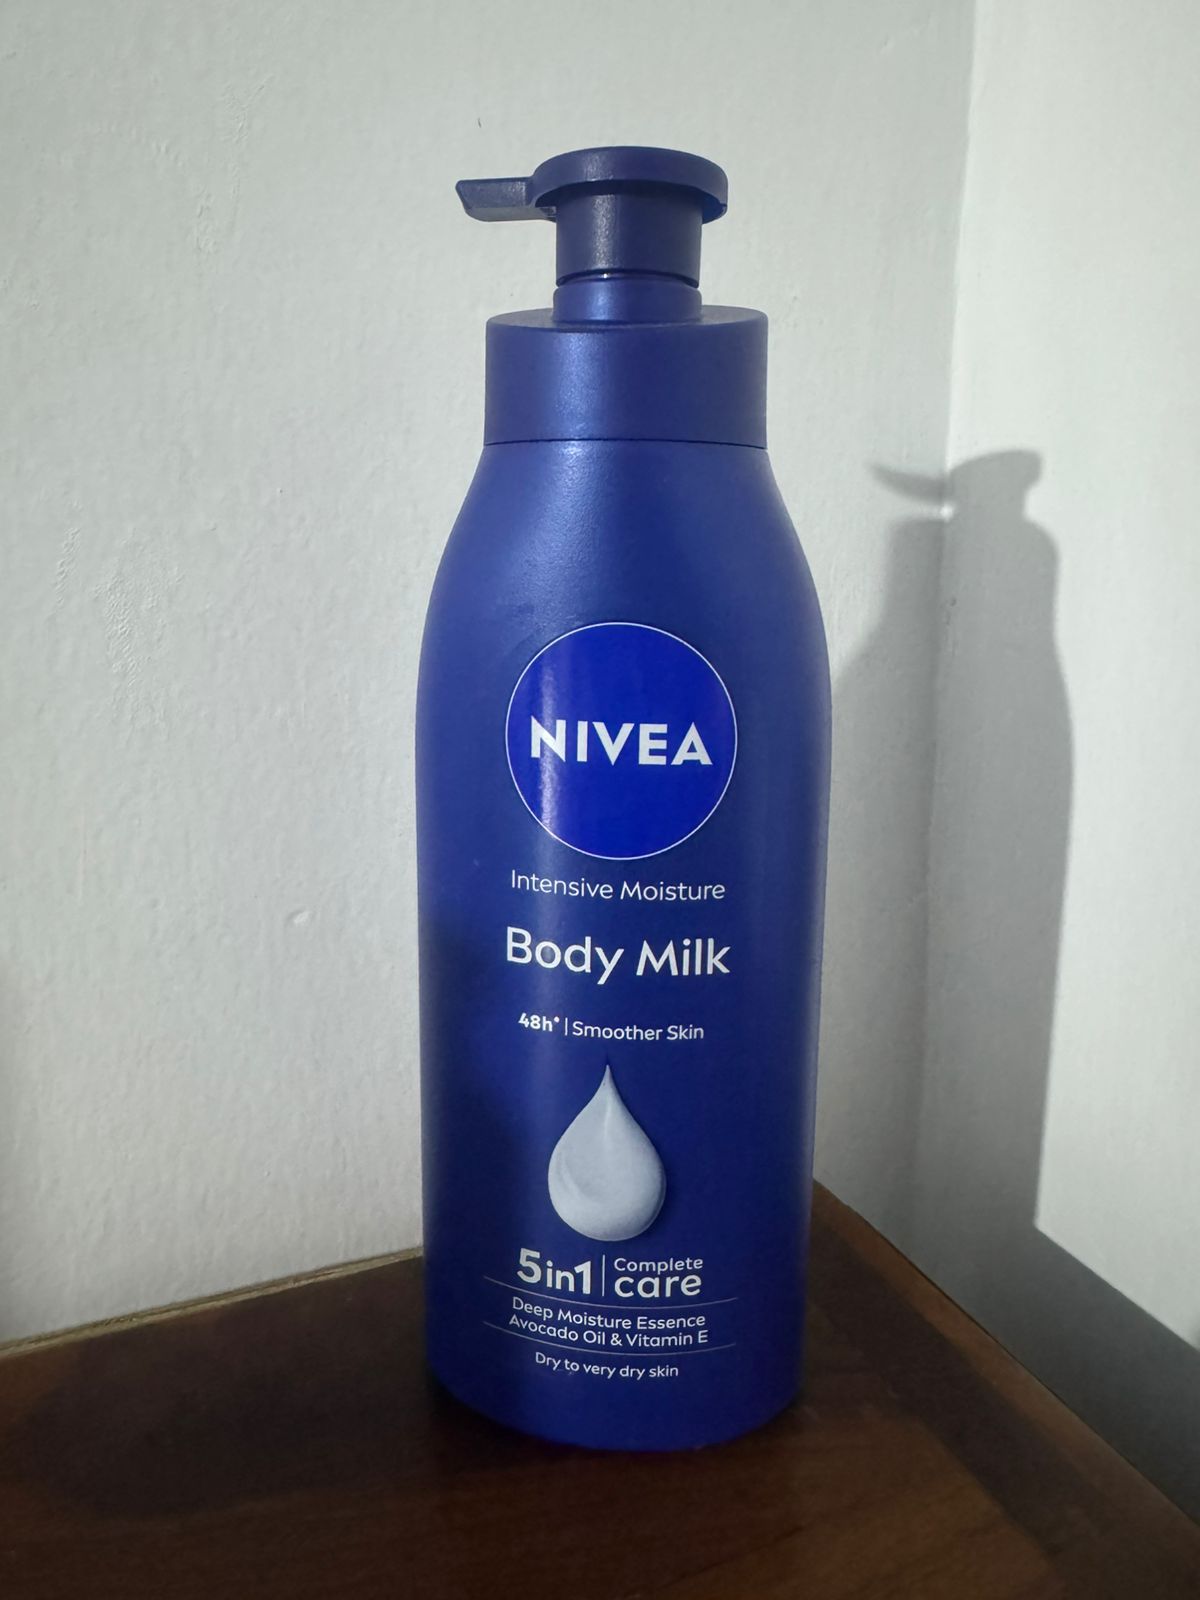 NIVEA
Intensive Moisture
Body Milk
48h* | Smoother Skin
5in1 | Complete care
Deep Moisture Essence
Avocado Oil & Vitamin E
Dry to very dry skin